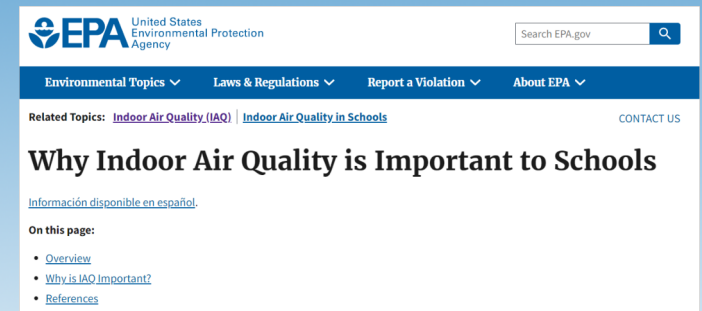 EPA
United States
Environmental Protection
Agency
Search EPA.gov
Environmental Topics Laws & Regulations Report a Violation About EPA
Related Topics: Indoor Air Quality (IAQ) Indoor Air Quality in Schools CONTACT US
Why Indoor Air Quality is Important to Schools
Información disponible en español.
On this page:
• Overview
• Why is IAQ Important?
• References